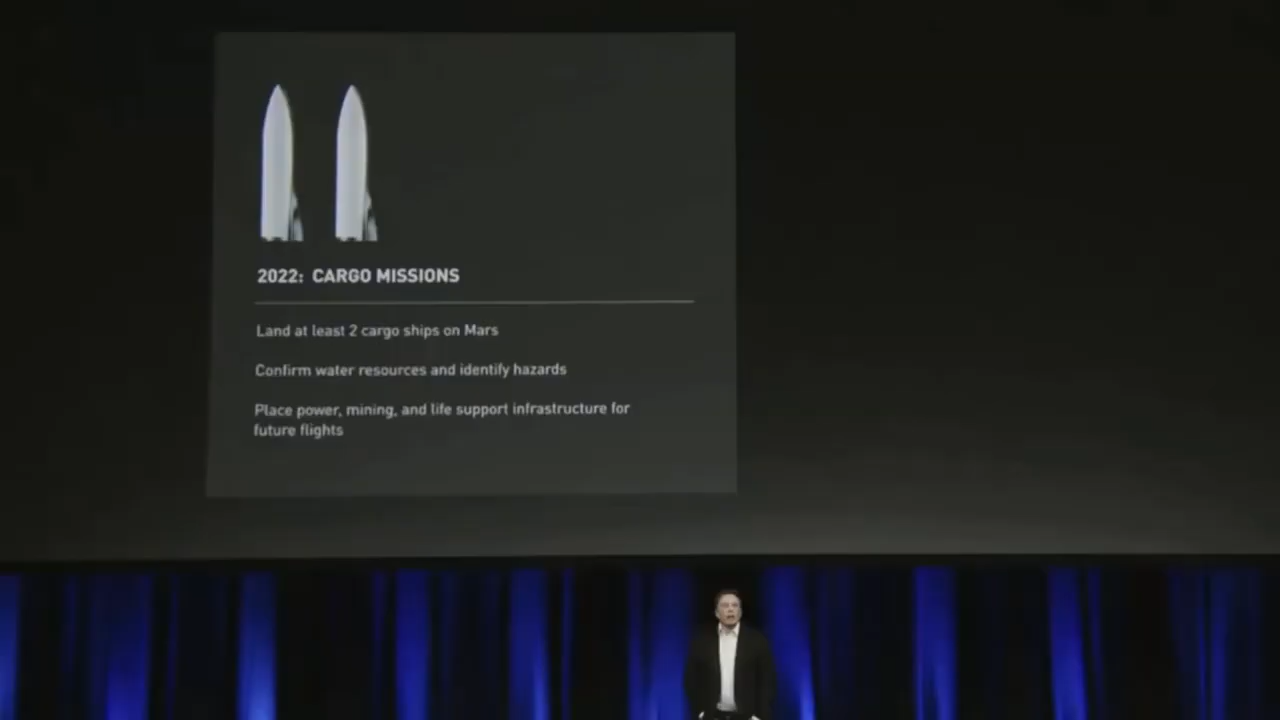 2022: CARGO MISSIONS
Land at least 2 cargo ships on Mars
Confirm water resources and identify hazards
Place power, mining, and life support infrastructure for
future flights